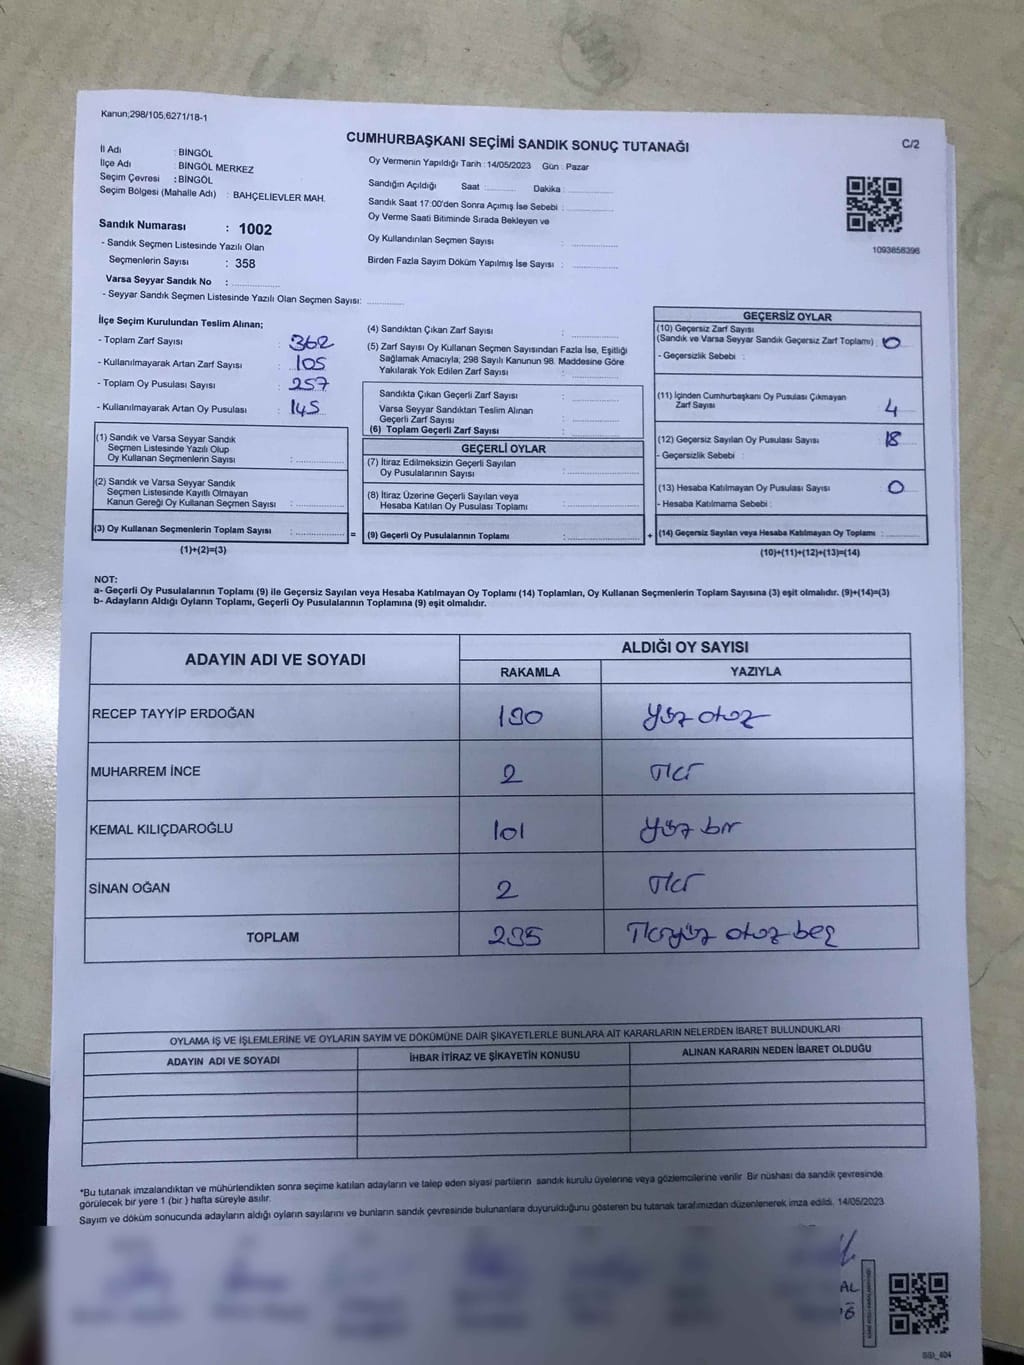 Kanun;298/105,6271/18-1
CUMHURBAŞKANI SEÇİMİ SANDIK SONUÇ TUTANAĞI
C/2
İl Adı : BİNGÖL
İlçe Adı : BİNGÖL MERKEZ
Seçim Çevresi : BİNGÖL
Seçim Bölgesi (Mahalle Adı) : BAHÇELİEVLER MAH.
Sandık Numarası : 1002
- Sandık Seçmen Listesinde Yazılı Olan
Seçmenlerin Sayısı : 358
Varsa Seyyar Sandık No :
- Seyyar Sandık Seçmen Listesinde Yazılı Olan Seçmen Sayısı:
Oy Vermenin Yapıldığı Tarih : 14/05/2023 Gün : Pazar
Sandığın Açıldığı Saat : Dakika :
Sandık Saat 17:00'den Sonra Açımış İse Sebebi :
Oy Verme Saati Bitiminde Sırada Bekleyen ve
Oy Kullandırılan Seçmen Sayısı :
Birden Fazla Sayım Döküm Yapılmış İse Sayısı :
1093858396
İlçe Seçim Kurulundan Teslim Alınan;
- Toplam Zarf Sayısı : 362
- Kullanılmayarak Artan Zarf Sayısı : 105
- Toplam Oy Pusulası Sayısı : 257
- Kullanılmayarak Artan Oy Pusulası : 145
(1) Sandık ve Varsa Seyyar Sandık
Seçmen Listesinde Yazılı Olup
Oy Kullanan Seçmenlerin Sayısı :
(2) Sandık ve Varsa Seyyar Sandık
Seçmen Listesinde Kayıtlı Olmayan
Kanun Gereği Oy Kullanan Seçmen Sayısı :
(3) Oy Kullanan Seçmenlerin Toplam Sayısı : =
(1)+(2)=(3)
(4) Sandıktan Çıkan Zarf Sayısı :
(5) Zarf Sayısı Oy Kullanan Seçmen Sayısından Fazla İse, Eşitliği
Sağlamak Amacıyla; 298 Sayılı Kanunun 98. Maddesine Göre
Yakılarak Yok Edilen Zarf Sayısı :
Sandıkta Çıkan Geçerli Zarf Sayısı :
Varsa Seyyar Sandıktan Teslim Alınan
Geçerli Zarf Sayısı :
(6) Toplam Geçerli Zarf Sayısı :
GEÇERLİ OYLAR
(7) İtiraz Edilmeksizin Geçerli Sayılan
Oy Pusulalarının Sayısı :
(8) İtiraz Üzerine Geçerli Sayılan veya
Hesaba Katılan Oy Pusulası Toplamı :
(9) Geçerli Oy Pusulalarının Toplamı : +
GEÇERSİZ OYLAR
(10) Geçersiz Zarf Sayısı
(Sandık ve Varsa Seyyar Sandık Geçersiz Zarf Toplamı) : 0
- Geçersizlik Sebebi :
(11) İçinden Cumhurbaşkanı Oy Pusulası Çıkmayan
Zarf Sayısı 4
(12) Geçersiz Sayılan Oy Pusulası Sayısı : 18
- Geçersizlik Sebebi :
(13) Hesaba Katılmayan Oy Pusulası Sayısı : 0
- Hesaba Katılmama Sebebi :
(14) Geçersiz Sayılan veya Hesaba Katılmayan Oy Toplamı :
(10)+(11)+(12)+(13)=(14)
NOT:
a- Geçerli Oy Pusulalarının Toplamı (9) ile Geçersiz Sayılan veya Hesaba Katılmayan Oy Toplamı (14) Toplamları, Oy Kullanan Seçmenlerin Toplam Sayısına (3) eşit olmalıdır. (9)+(14)=(3)
b- Adayların Aldığı Oyların Toplamı, Geçerli Oy Pusulalarının Toplamına (9) eşit olmalıdır.
ADAYIN ADI VE SOYADI
ALDIĞI OY SAYISI
RAKAMLA YAZIYLA
RECEP TAYYİP ERDOĞAN 130 Yüz otuz
MUHARREM İNCE 2 iki
KEMAL KILIÇDAROĞLU 101 Yüz bir
SİNAN OĞAN 2 iki
TOPLAM 235 ikiyüz otuz beş
OYLAMA İŞ VE İŞLEMLERİNE VE OYLARIN SAYIM VE DÖKÜMÜNE DAİR ŞİKAYETLERLE BUNLARA AİT KARARLARIN NELERDEN İBARET BULUNDUKLARI
ADAYIN ADI VE SOYADI İHBAR İTİRAZ VE ŞİKAYETİN KONUSU ALINAN KARARIN NEDEN İBARET OLDUĞU
*Bu tutanak imzalandıktan ve mühürlendikten sonra seçime katılan adayların ve talep eden siyasi partilerin sandık kurulu üyelerine veya gözlemcilerine verilir Bir nüshası da sandık çevresinde
görülecek bir yere 1 (bir ) hafta süreyle asılır.
Sayım ve döküm sonucunda adayların aldığı oyların sayılarını ve bunların sandık çevresinde bulunanlara duyurulduğunu gösteren bu tutanak tarafımızdan düzenlenerek imza edildi. 14/05/2023
AL